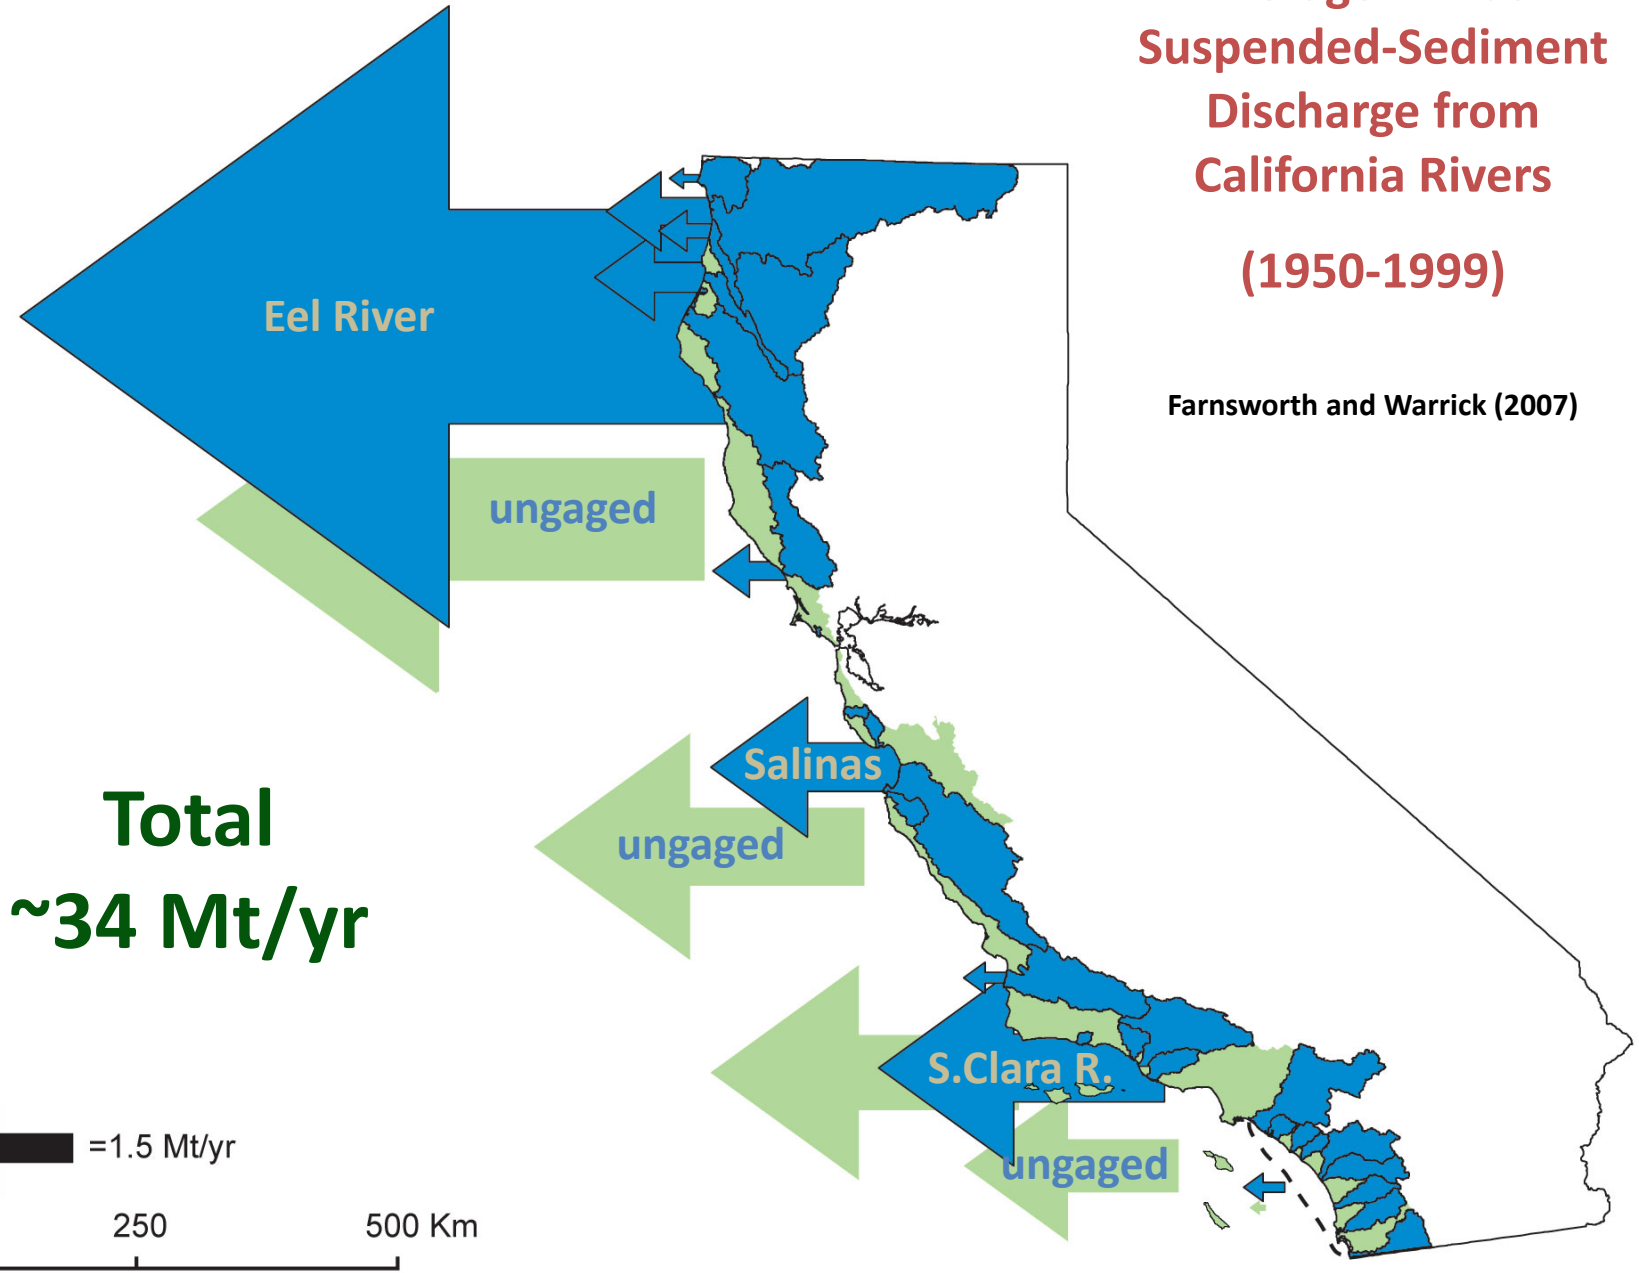 Suspended-Sediment
Discharge from
California Rivers
(1950-1999)
Farnsworth and Warrick (2007)
Eel River
ungaged
Salinas
ungaged
Total
~34 Mt/yr
S.Clara R.
ungaged
=1.5 Mt/yr
250
500 Km